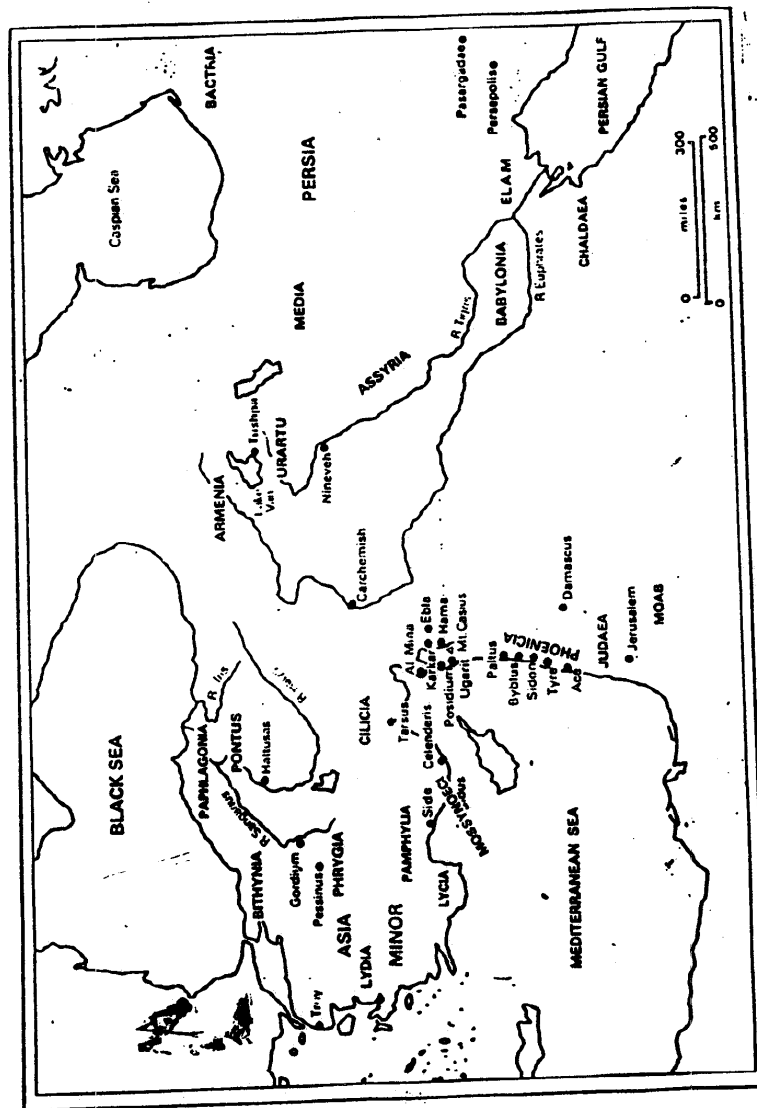 BLACK SEA
Caspian Sea
BACTRIA
PAPHLAGONIA
BITHYNIA
PONTUS
R Sangarius
Hattusas
Gordium
Pessinus
PHRYGIA
Troy
ASIA
MINOR
LYDIA
ARMENIA
Lake
Van
Tushpa
URARTU
MEDIA
PERSIA
Nineveh
ASSYRIA
Carchemish
CILICIA
PAMPHYLIA
LYCIA
Side
Celenderis
Tarsus
Al Mina
Karkar
Ebla
Hama
Posidium
Ugarit
Mt.Casius
R Tigris
BABYLONIA
R Euphrates
ELAM
Pasargadae
Persepolis
PERSIAN GULF
CHALDAEA
Paltus
Byblus
Sidon
Tyre
Ace
PHOENICIA
Damascus
JUDAEA
Jerusalem
MOAB
MEDITERRANEAN SEA
0 miles 300
0 km 500